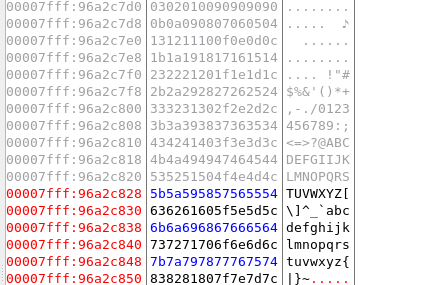 00007fff:96a2c7d0 0302010090909090 ........
00007fff:96a2c7d8 0b0a090807060504 ..... ♪
00007fff:96a2c7e0 131211100f0e0d0c ......
00007fff:96a2c7e8 1b1a191817161514 ........
00007fff:96a2c7f0 232221201f1e1d1c .... !"#
00007fff:96a2c7f8 2b2a292827262524 $%&'()*+
00007fff:96a2c800 333231302f2e2d2c ,-./0123
00007fff:96a2c808 3b3a393837363534 456789:;
00007fff:96a2c810 434241403f3e3d3c <=>?@ABC
00007fff:96a2c818 4b4a494947464544 DEFGIIJK
00007fff:96a2c820 535251504f4e4d4c LMNOPQRS
00007fff:96a2c828 5b5a595857565554 TUVWXYZ[
00007fff:96a2c830 636261605f5e5d5c \]^_`abc
00007fff:96a2c838 6b6a696867666564 defghijk
00007fff:96a2c840 737271706f6e6d6c lmnopqrs
00007fff:96a2c848 7b7a797877767574 tuvwxyz{
00007fff:96a2c850 838281807f7e7d7c |}~.....